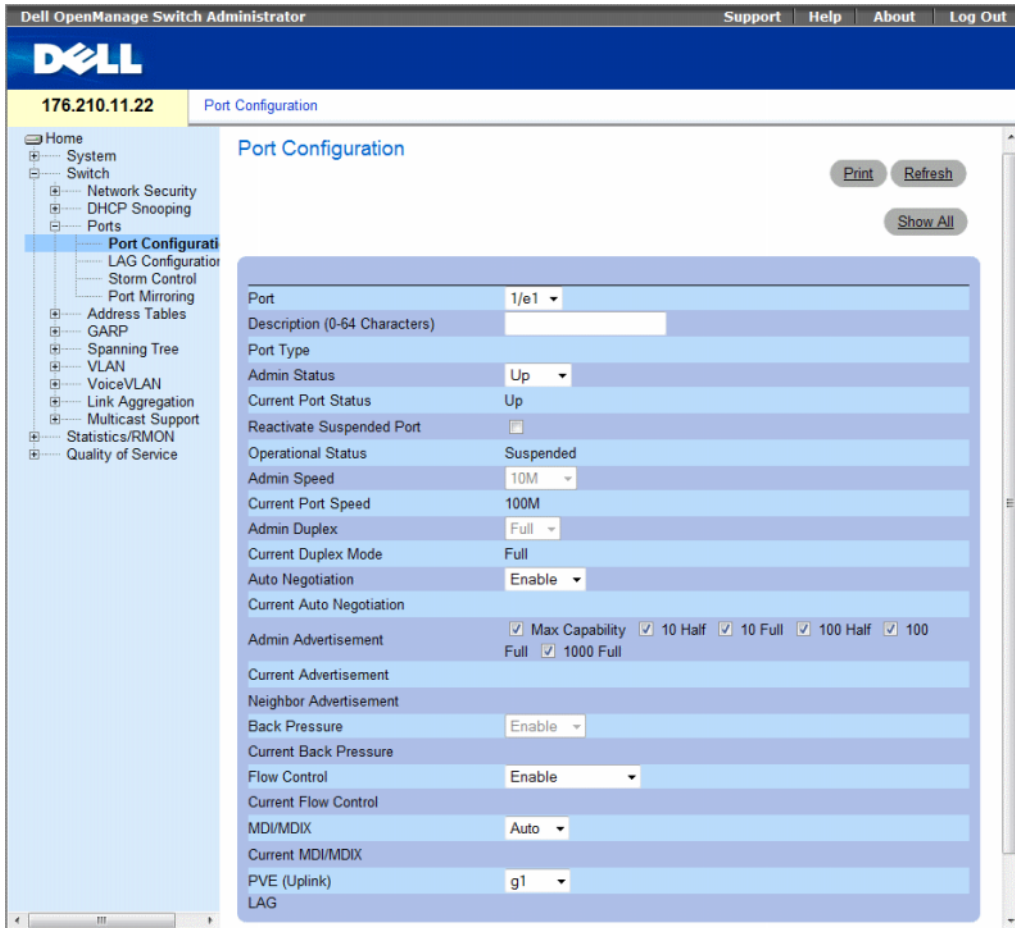 Dell OpenManage Switch Administrator
Support Help About Log Out
DELL
176.210.11.22
Port Configuration
Home
System
Switch
Network Security
DHCP Snooping
Ports
Port Configurati
LAG Configuration
Storm Control
Port Mirroring
Address Tables
GARP
Spanning Tree
VLAN
VoiceVLAN
Link Aggregation
Multicast Support
Statistics/RMON
Quality of Service
Port Configuration
Print Refresh
Show All
Port 1/e1
Description (0-64 Characters)
Port Type
Admin Status Up
Current Port Status Up
Reactivate Suspended Port
Operational Status Suspended
Admin Speed 10M
Current Port Speed 100M
Admin Duplex Full
Current Duplex Mode Full
Auto Negotiation Enable
Current Auto Negotiation
Admin Advertisement Max Capability 10 Half 10 Full 100 Half 100
Full 1000 Full
Current Advertisement
Neighbor Advertisement
Back Pressure Enable
Current Back Pressure
Flow Control Enable
Current Flow Control
MDI/MDIX Auto
Current MDI/MDIX
PVE (Uplink) g1
LAG